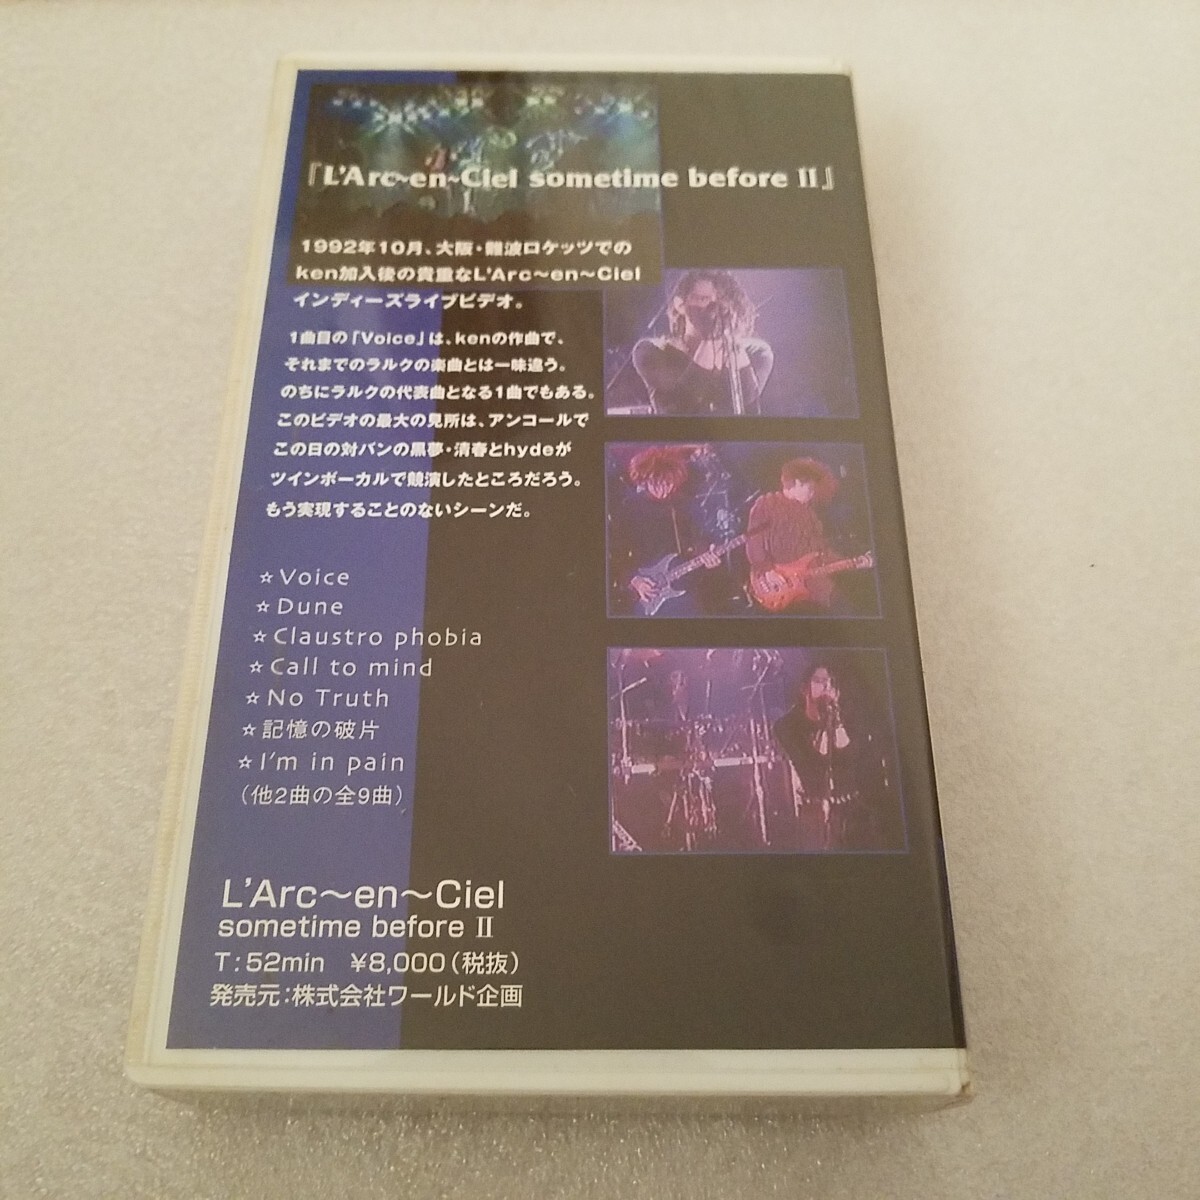 『L'Arc~en~Ciel sometime before II』
1992年10月、大阪・難波ロケッツでの
ken加入後の貴重なL'Arc～en～Ciel
インディーズライブビデオ。
1曲目の「Voice」は、kenの作曲で、
それまでのラルクの楽曲とは一味違う。
のちにラルクの代表曲となる1曲でもある。
このビデオの最大の見所は、アンコールで
この日の対バンの黒夢・清春とhydeが
ツインボーカルで競演したところだろう。
もう実現することのないシーンだ。
☆Voice
☆Dune
☆Claustro phobia
☆Call to mind
☆No Truth
☆記憶の破片
☆I'm in pain
（他2曲の全9曲）
L'Arc～en～Ciel
sometime before II
T：52min ¥8,000（税抜）
発売元：株式会社ワールド企画